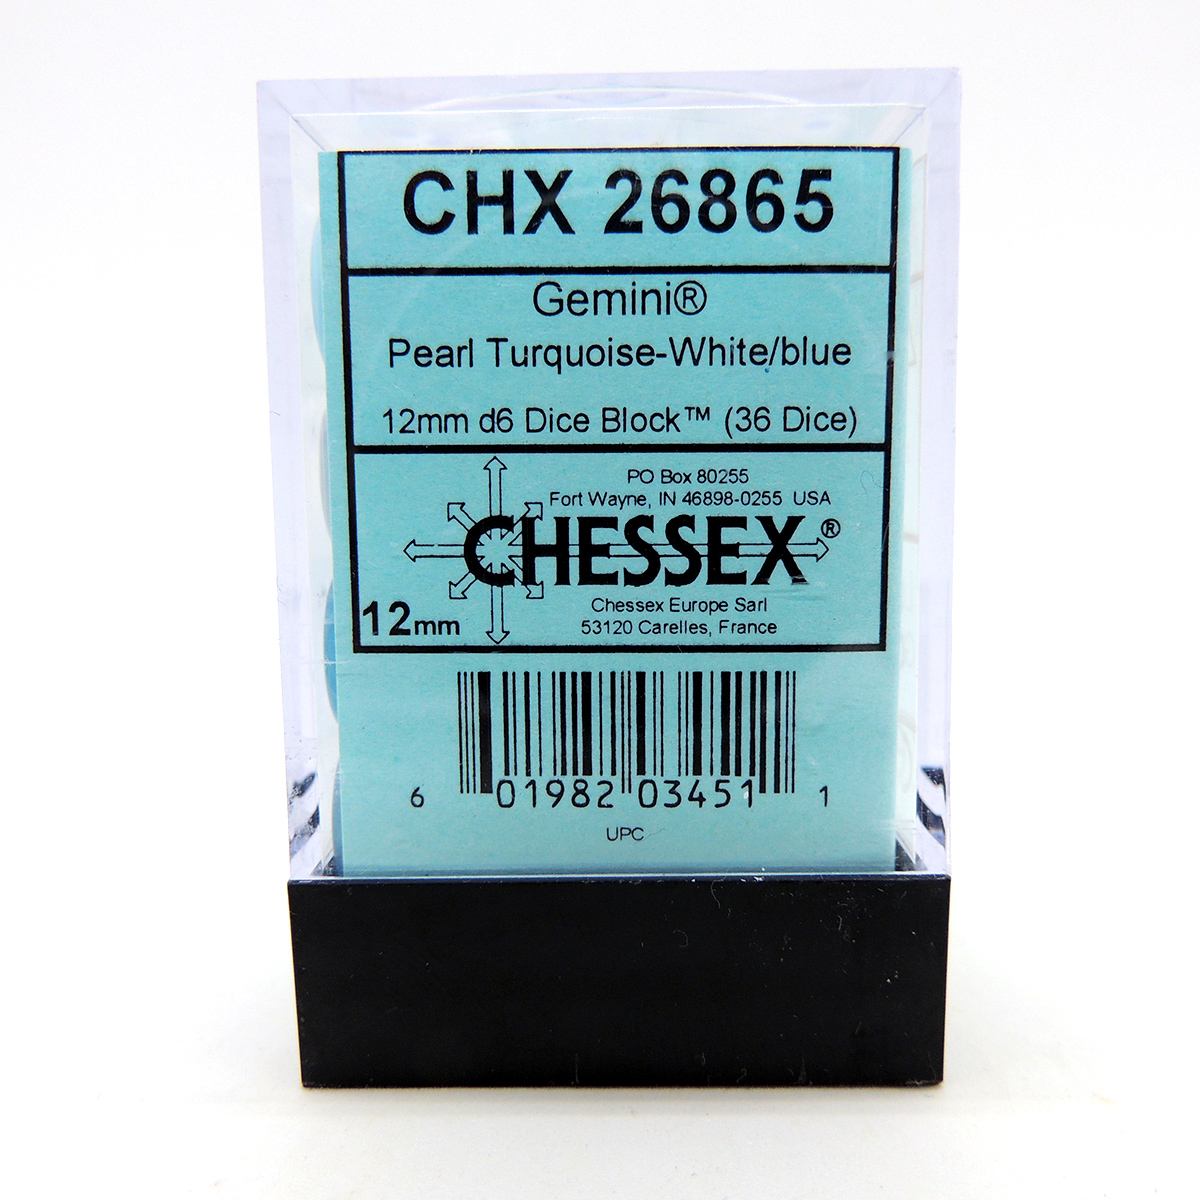 CHX 26865
Gemini®
Pearl Turquoise-White/blue
12mm d6 Dice Block™ (36 Dice)
PO Box 80255
Fort Wayne, IN 46898-0255 USA
CHESSEX®
Chessex Europe Sarl
53120 Carelles, France
12mm
6 01982 03451 1
UPC